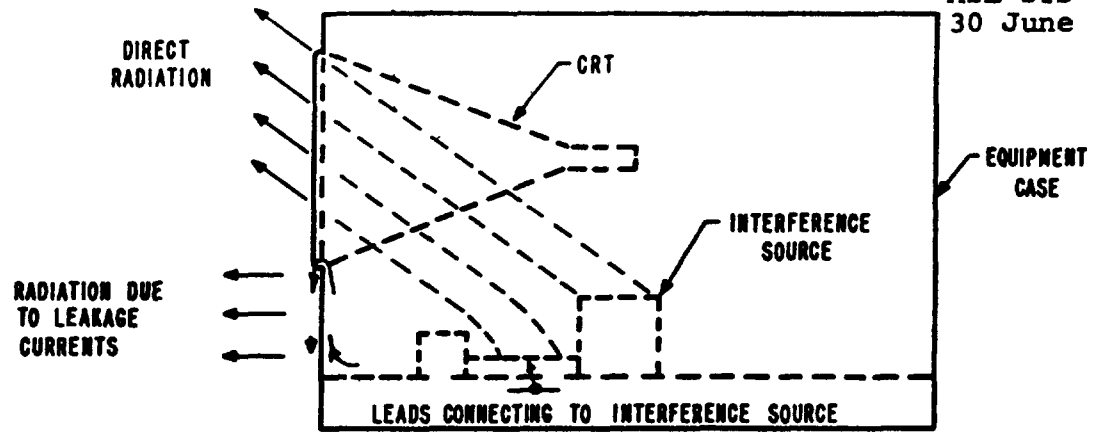 30 June
DIRECT
RADIATION
CRT
EQUIPMENT
CASE
INTERFERENCE
SOURCE
RADIATION DUE
TO LEAKAGE
CURRENTS
LEADS CONNECTING TO INTERFERENCE SOURCE